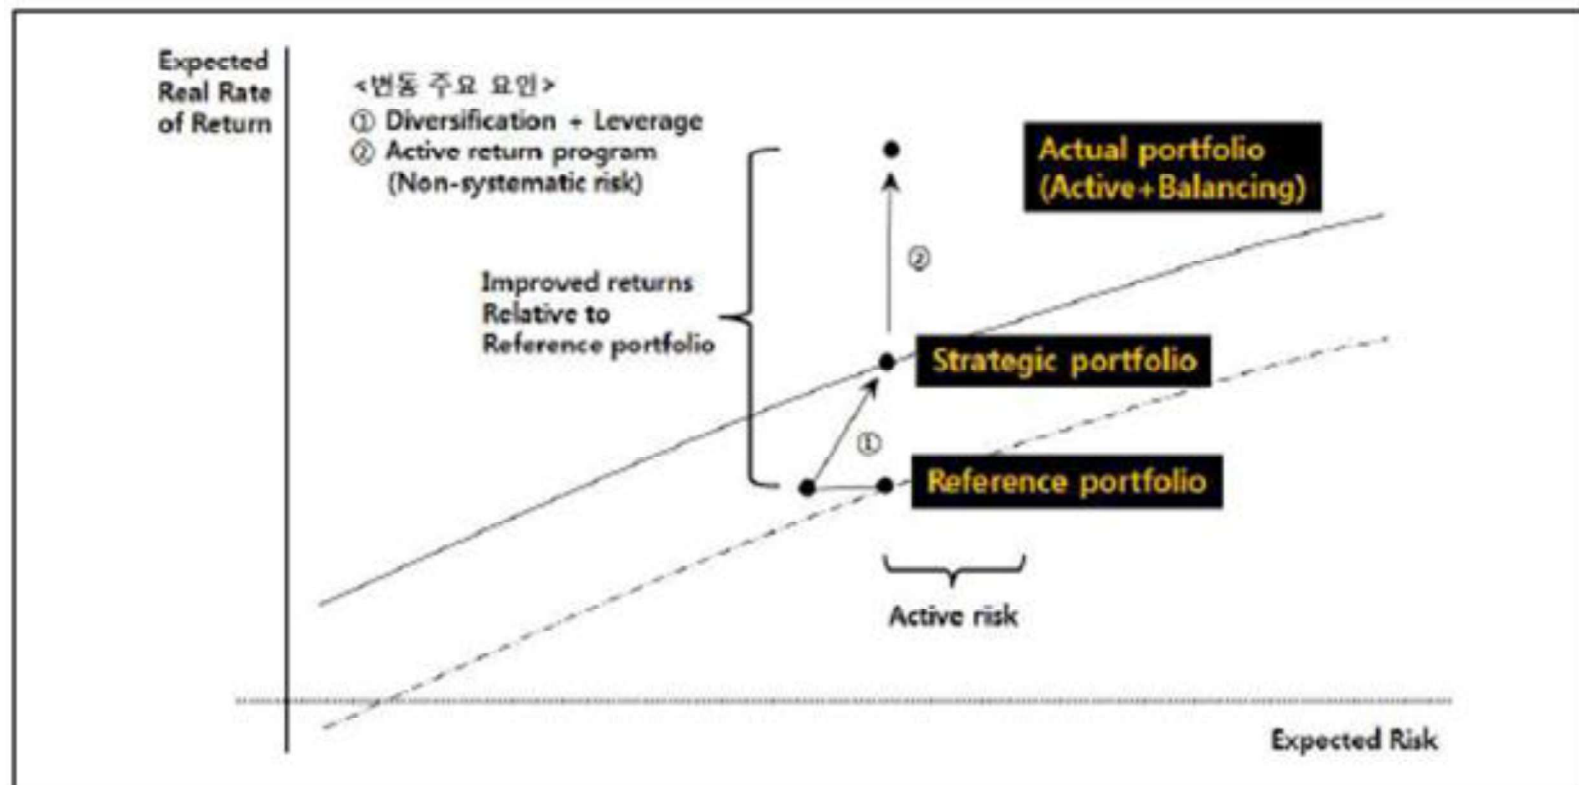 Expected
Real Rate
of Return
<변동 주요 요인>
① Diversification + Leverage
② Active return program
(Non-systematic risk)
Actual portfolio
(Active+Balancing)
②
Improved returns
Relative to
Reference portfolio
Strategic portfolio
①
Reference portfolio
Active risk
Expected Risk